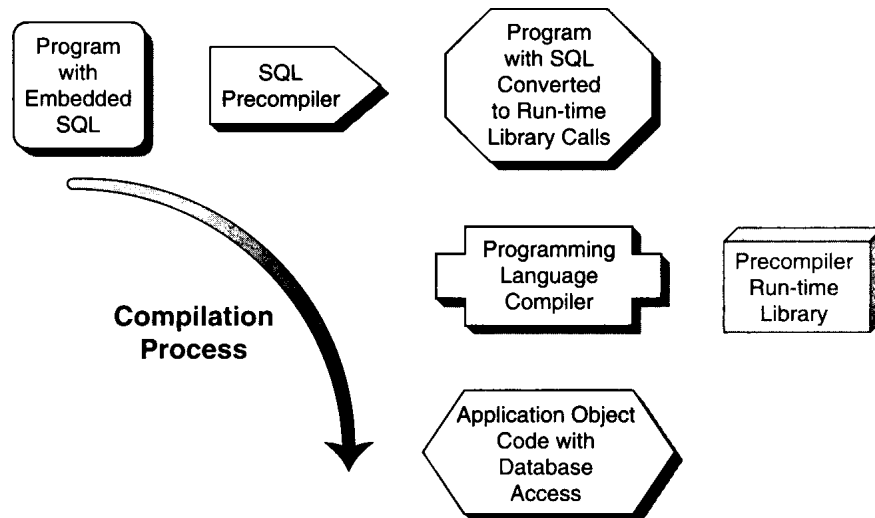 Program
with
Embedded
SQL
SQL
Precompiler
Program
with SQL
Converted
to Run-time
Library Calls
Programming
Language
Compiler
Precompiler
Run-time
Library
Compilation
Process
Application Object
Code with
Database
Access